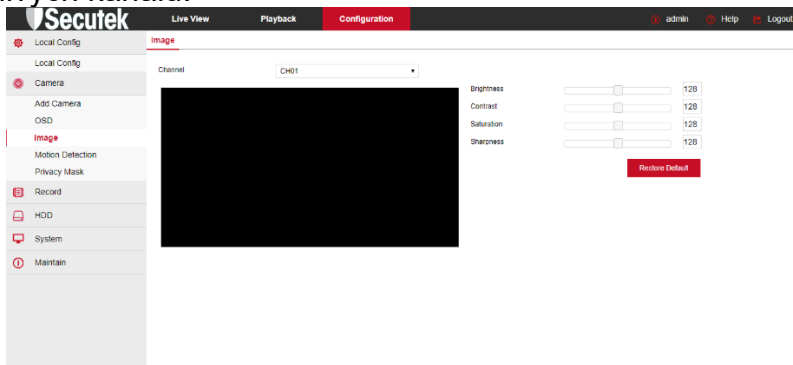 Secutek
Live View
Playback
Configuration
admin
Help
Logout
Local Config
Local Config
Camera
Add Camera
OSD
Image
Motion Detection
Privacy Mask
Record
HDD
System
Maintain
Image
Channel
CH01
Brightness 128
Contrast 128
Saturation 128
Sharpness 128
Restore Default